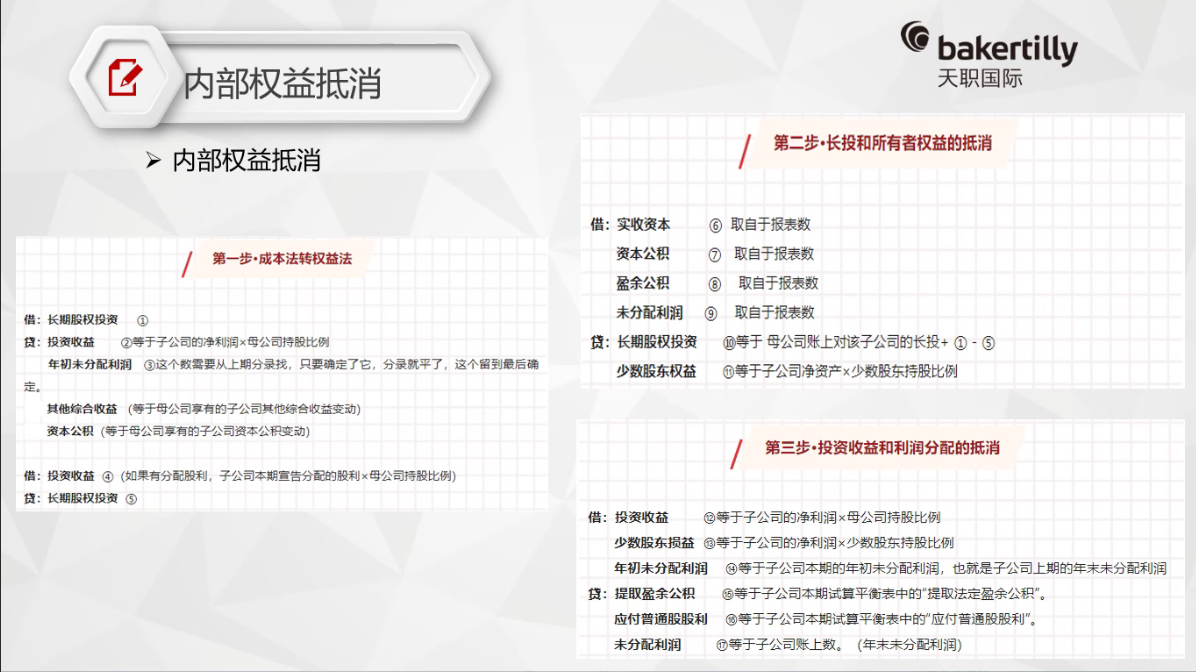 内部权益抵消
bakertilly
天职国际
➢ 内部权益抵消
第一步·成本法转权益法
借：长期股权投资 ①
贷：投资收益 ②等于子公司的净利润×母公司持股比例
年初未分配利润 ③这个数需要从上期分录找，只要确定了它，分录就平了，这个留到最后确
定。
其他综合收益 (等于母公司享有的子公司其他综合收益变动)
资本公积 (等于母公司享有的子公司资本公积变动)
借：投资收益 ④ (如果有分配股利，子公司本期宣告分配的股利×母公司持股比例)
贷：长期股权投资 ⑤
第二步·长投和所有者权益的抵消
借：实收资本 ⑥ 取自于报表数
资本公积 ⑦ 取自于报表数
盈余公积 ⑧ 取自于报表数
未分配利润 ⑨ 取自于报表数
贷：长期股权投资 ⑩等于 母公司账上对该子公司的长投+ ① - ⑤
少数股东权益 ⑪等于子公司净资产×少数股东持股比例
第三步·投资收益和利润分配的抵消
借：投资收益 ⑫等于子公司的净利润×母公司持股比例
少数股东损益 ⑬等于子公司的净利润×少数股东持股比例
年初未分配利润 ⑭等于子公司本期的年初未分配利润，也就是子公司上期的年末未分配利润
贷：提取盈余公积 ⑮等于子公司本期试算平衡表中的“提取法定盈余公积”。
应付普通股股利 ⑯等于子公司本期试算平衡表中的“应付普通股股利”。
未分配利润 ⑰等于子公司账上数。（年末未分配利润）